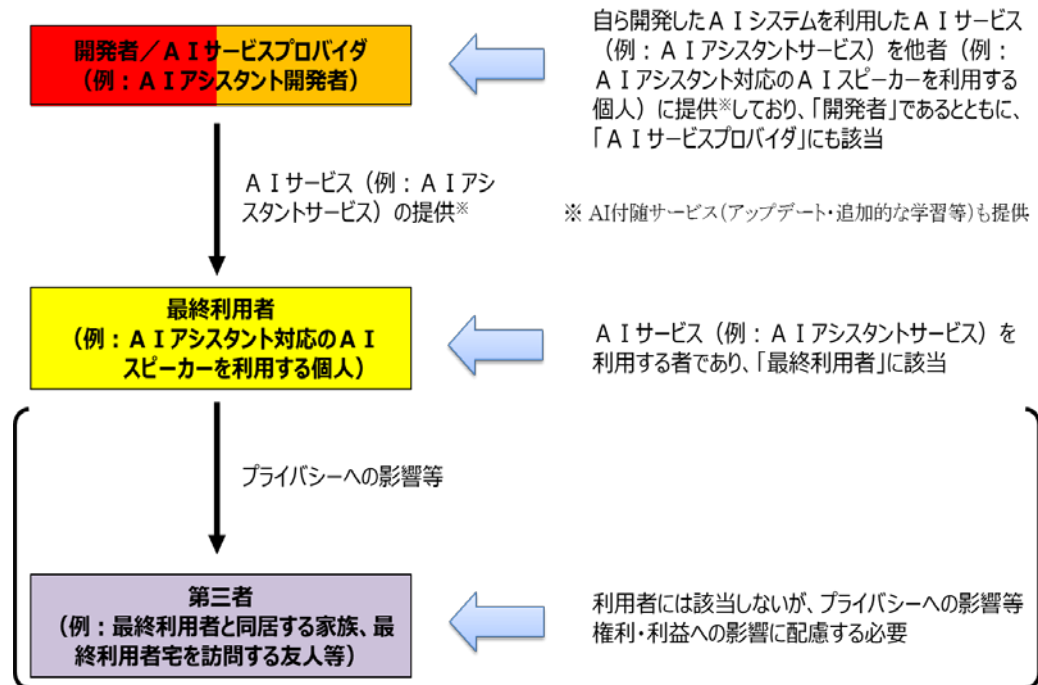 開発者／ＡＩサービスプロバイダ
（例：ＡＩアシスタント開発者）
自ら開発したＡＩシステムを利用したＡＩサービス
（例：ＡＩアシスタントサービス）を他者（例：
ＡＩアシスタント対応のＡＩスピーカーを利用する
個人）に提供※しており、「開発者」であるとともに、
「ＡＩサービスプロバイダ」にも該当
ＡＩサービス（例：ＡＩアシ
スタントサービス）の提供※
※ AI付随サービス(アップデート・追加的な学習等)も提供
最終利用者
（例：ＡＩアシスタント対応のＡＩ
スピーカーを利用する個人）
ＡＩサービス（例：ＡＩアシスタントサービス）を
利用する者であり、「最終利用者」に該当
プライバシーへの影響等
第三者
（例：最終利用者と同居する家族、最
終利用者宅を訪問する友人等）
利用者には該当しないが、プライバシーへの影響等
権利・利益への影響に配慮する必要